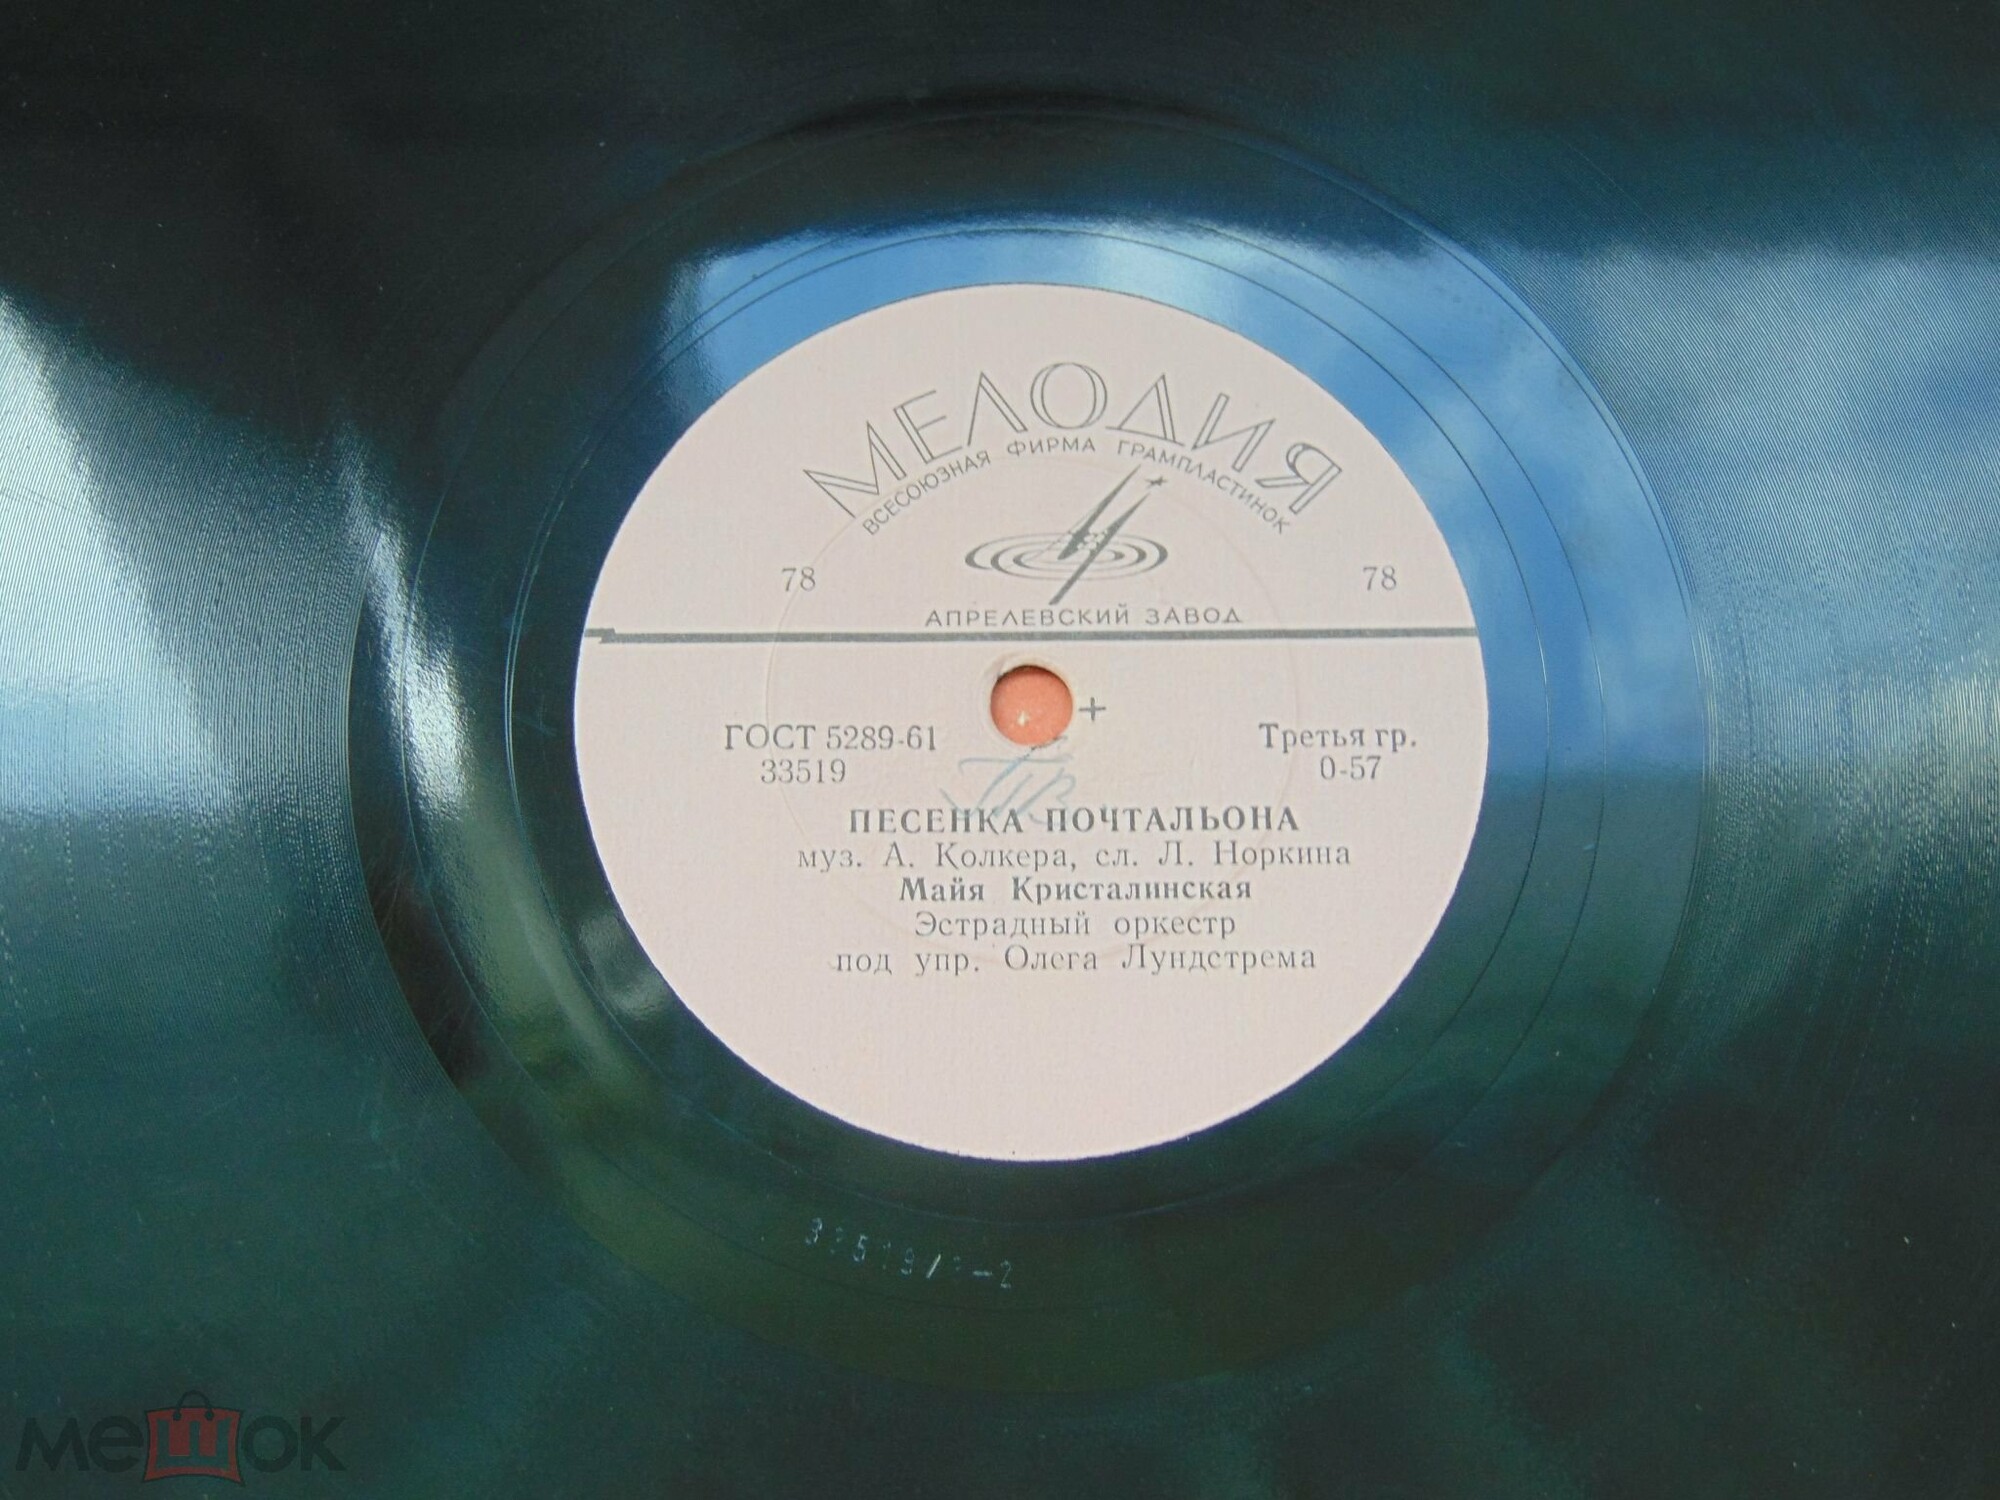 МЕЛОДИЯ
ВСЕСОЮЗНАЯ ФИРМА ГРАМПЛАСТИНОК
78 78
АПРЕЛЕВСКИЙ ЗАВОД
+
ГОСТ 5289-61 Третья гр.
33519 0-57
ПЕСЕНКА ПОЧТАЛЬОНА
муз. А. Колкера, сл. Л. Норкина
Майя Кристалинская
Эстрадный оркестр
под упр. Олега Лундстрема
мешок